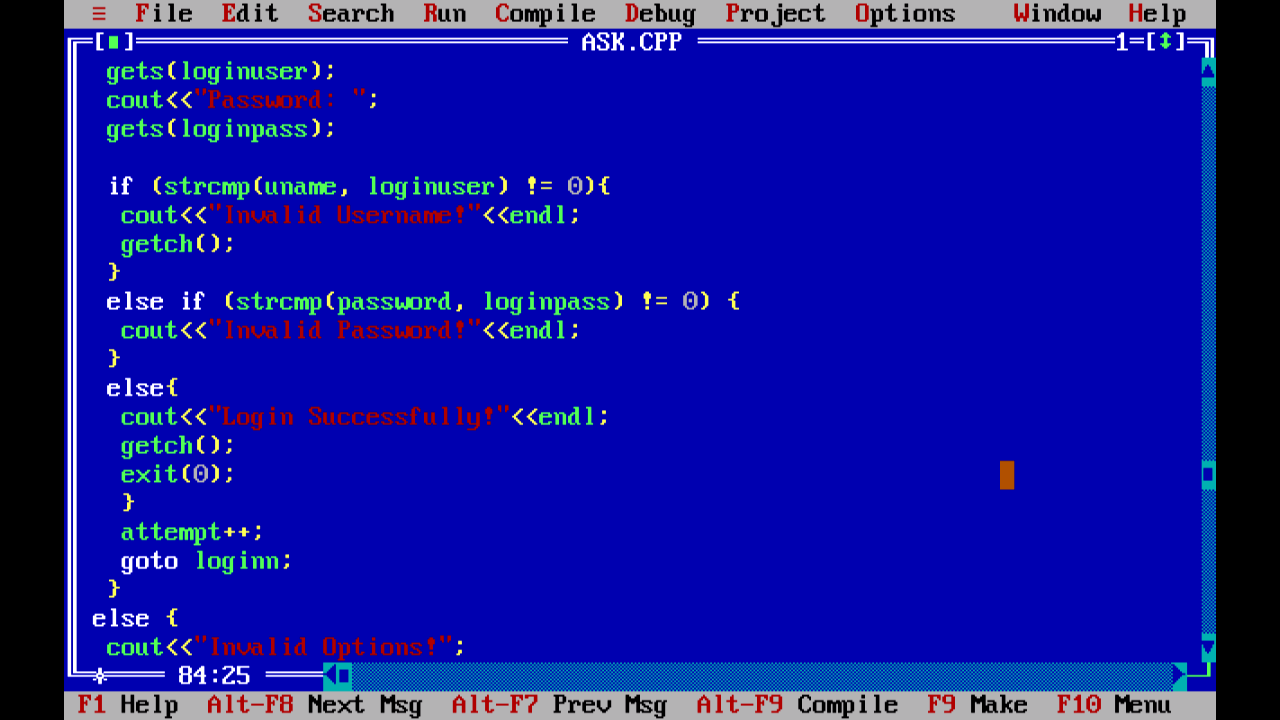 ≡ File Edit Search Run Compile Debug Project Options Window Help
[■] ASK.CPP 1=[↕]
gets(loginuser);
cout<<"Password: ";
gets(loginpass);
if (strcmp(uname, loginuser) != 0){
cout<<"Invalid Username!"<<endl;
getch();
}
else if (strcmp(password, loginpass) != 0) {
cout<<"Invalid Password!"<<endl;
}
else{
cout<<"Login Successfully!"<<endl;
getch();
exit(0);
}
attempt++;
goto loginn;
}
else {
cout<<"Invalid Options!";
84:25
F1 Help Alt-F8 Next Msg Alt-F7 Prev Msg Alt-F9 Compile F9 Make F10 Menu